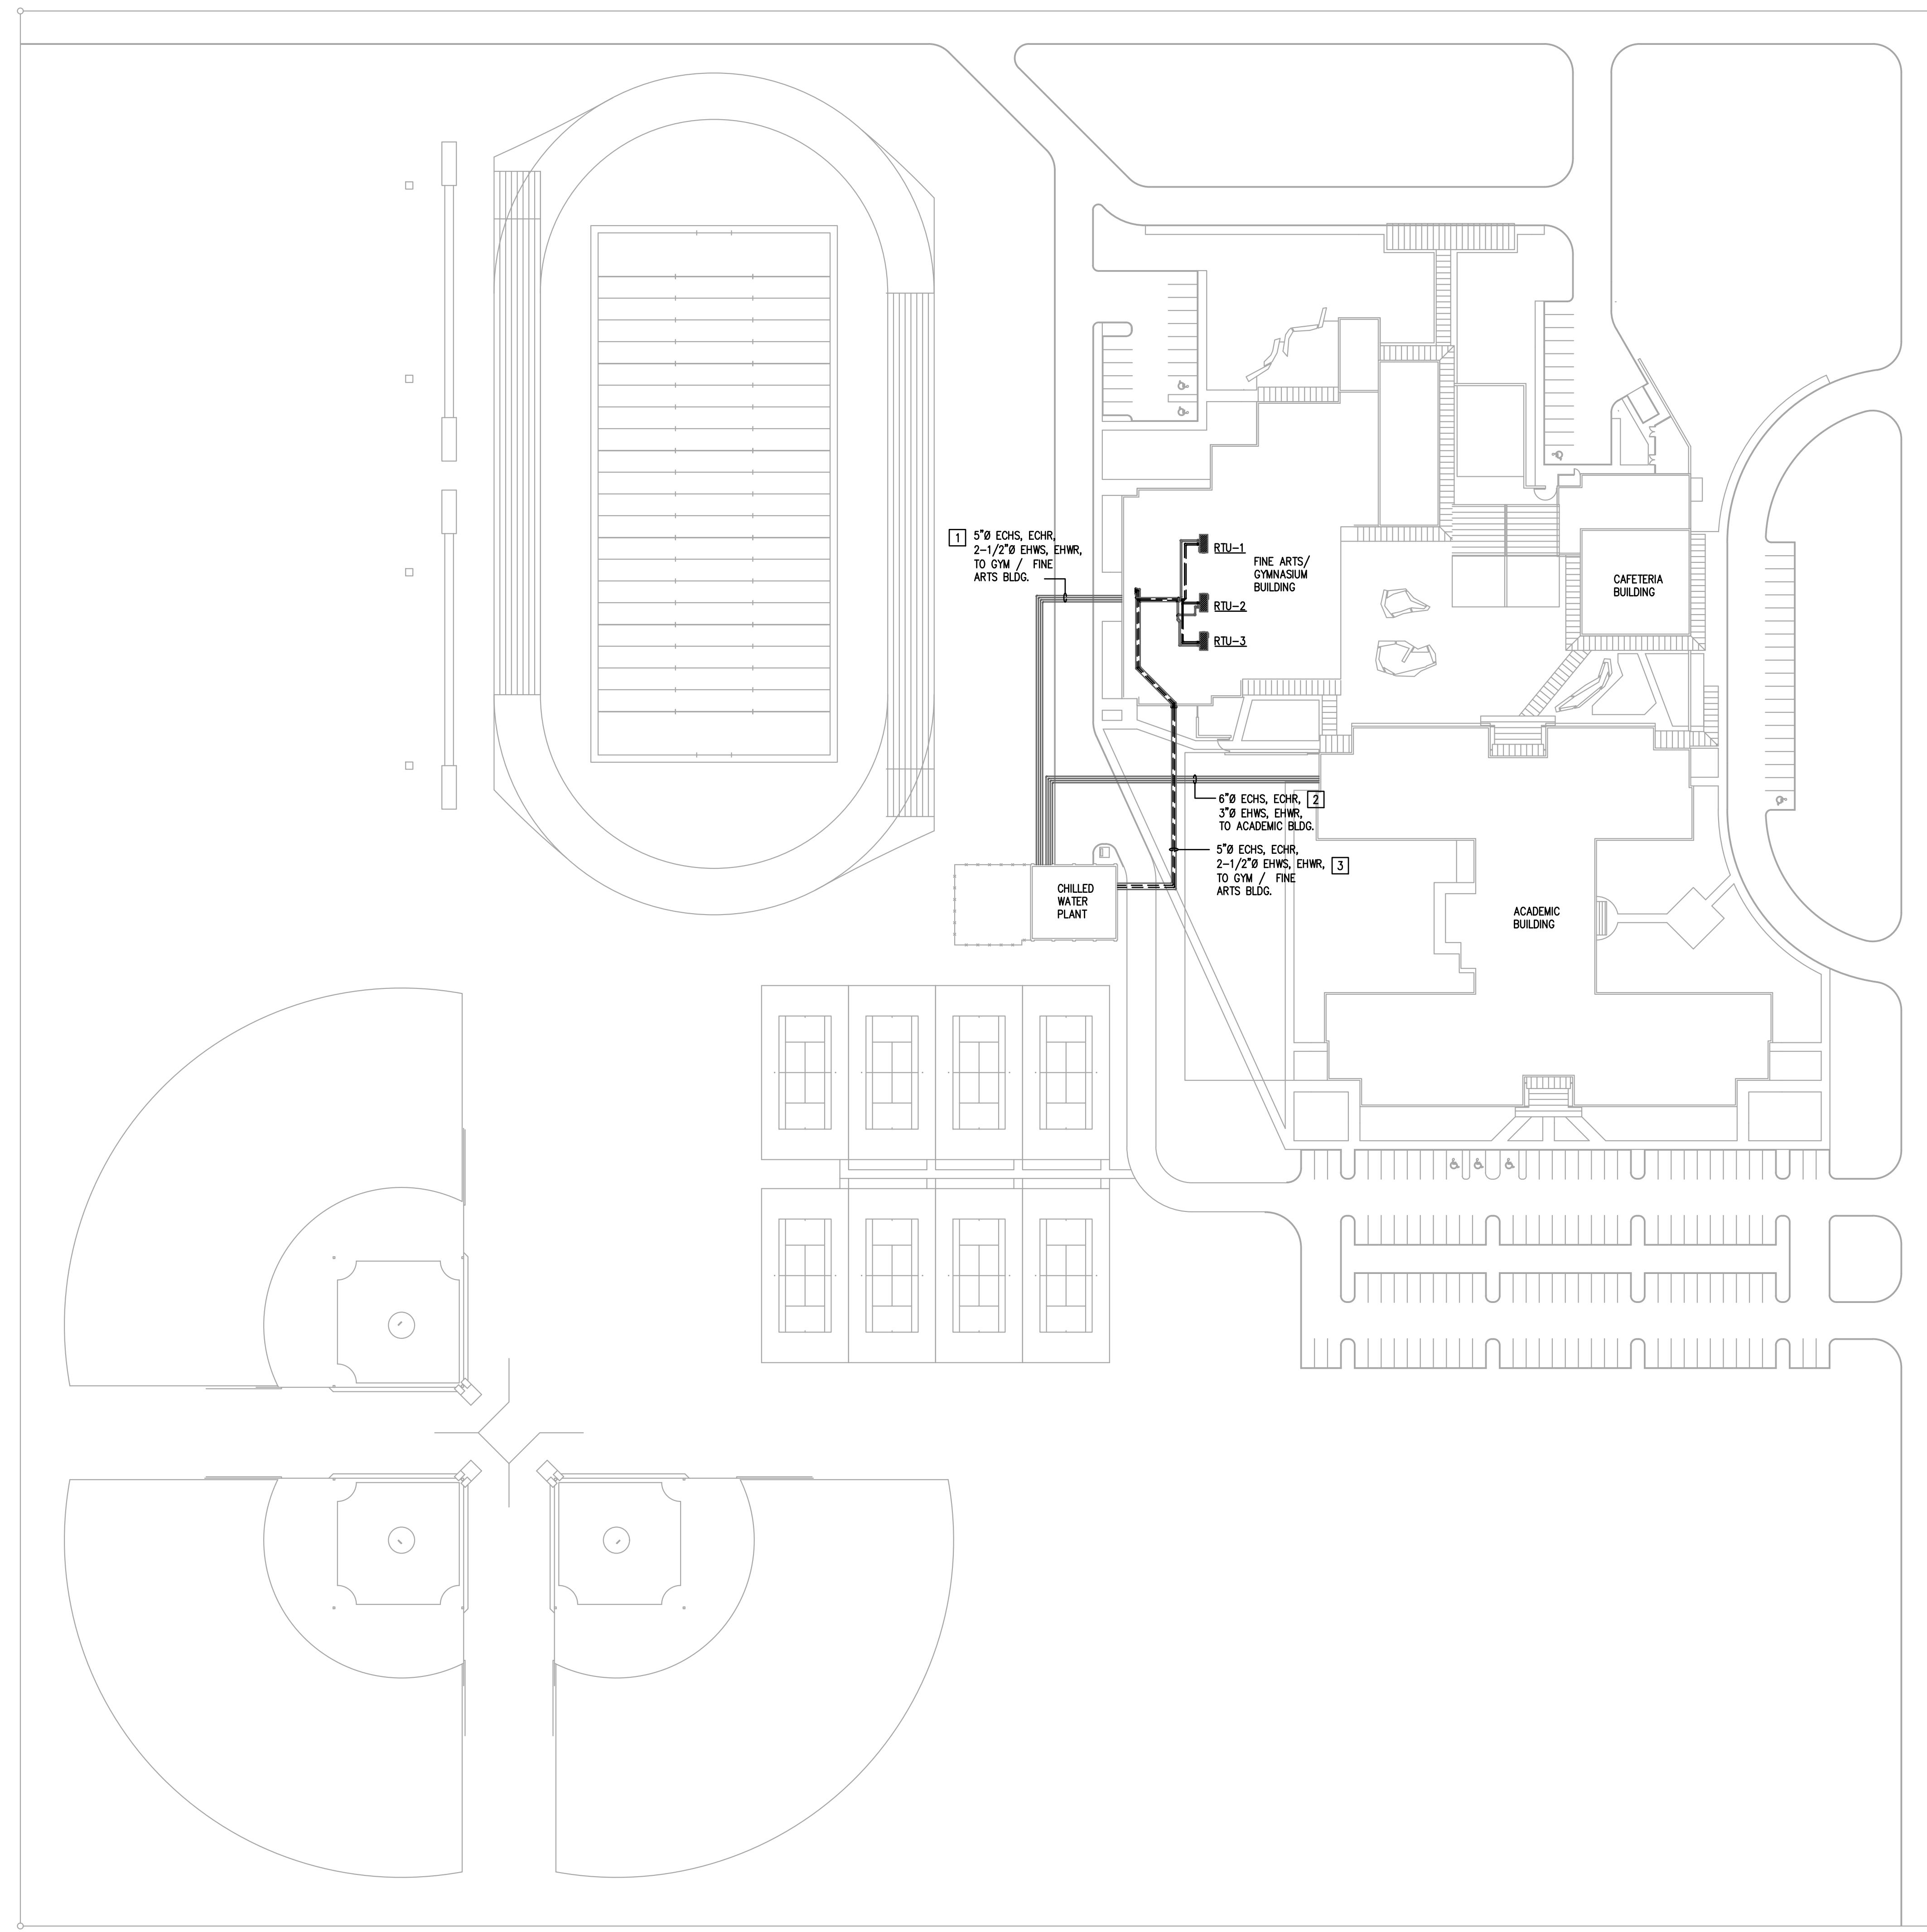 1
5"Ø ECHS, ECHR,
2-1/2"Ø EHWS, EHWR,
TO GYM / FINE
ARTS BLDG.
RTU-1
RTU-2
RTU-3
FINE ARTS/
GYMNASIUM
BUILDING
CAFETERIA
BUILDING
6"Ø ECHS, ECHR, 2
3"Ø EHWS, EHWR,
TO ACADEMIC BLDG.
5"Ø ECHS, ECHR,
2-1/2"Ø EHWS, EHWR, 3
TO GYM / FINE
ARTS BLDG.
CHILLED
WATER
PLANT
ACADEMIC
BUILDING